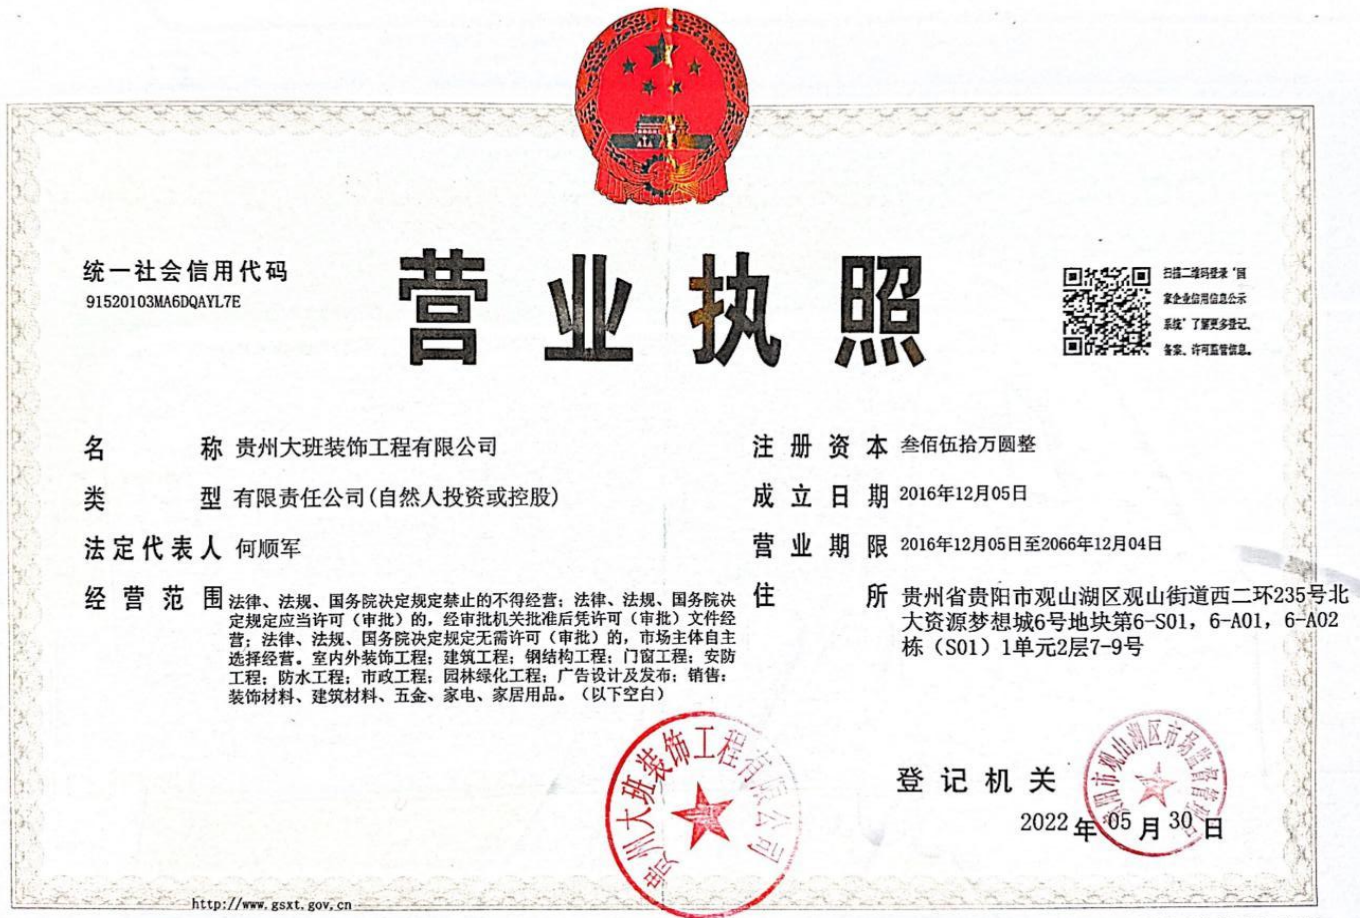 统一社会信用代码
91520103MA6DQAYL7E
营业执照
扫描二维码登录“国
家企业信用信息公示
系统”了解更多登记、
备案、许可监管信息。
名称 贵州大班装饰工程有限公司
类型 有限责任公司(自然人投资或控股)
法定代表人 何顺军
经营范围 法律、法规、国务院决定规定禁止的不得经营；法律、法规、国务院决
定规定应当许可（审批）的，经审批机关批准后凭许可（审批）文件经
营；法律、法规、国务院决定规定无需许可（审批）的，市场主体自主
选择经营。室内外装饰工程；建筑工程；钢结构工程；门窗工程；安防
工程；防水工程；市政工程；园林绿化工程；广告设计及发布；销售：
装饰材料、建筑材料、五金、家电、家居用品。（以下空白）
注册资本 叁佰伍拾万圆整
成立日期 2016年12月05日
营业期限 2016年12月05日至2066年12月04日
住所 贵州省贵阳市观山湖区观山街道西二环235号北
大资源梦想城6号地块第6-S01，6-A01，6-A02
栋（S01）1单元2层7-9号
贵州大班装饰工程有限公司
登记机关
贵阳市观山湖区市场监督管理局
2022年05月30日
http://www.gsxt.gov.cn